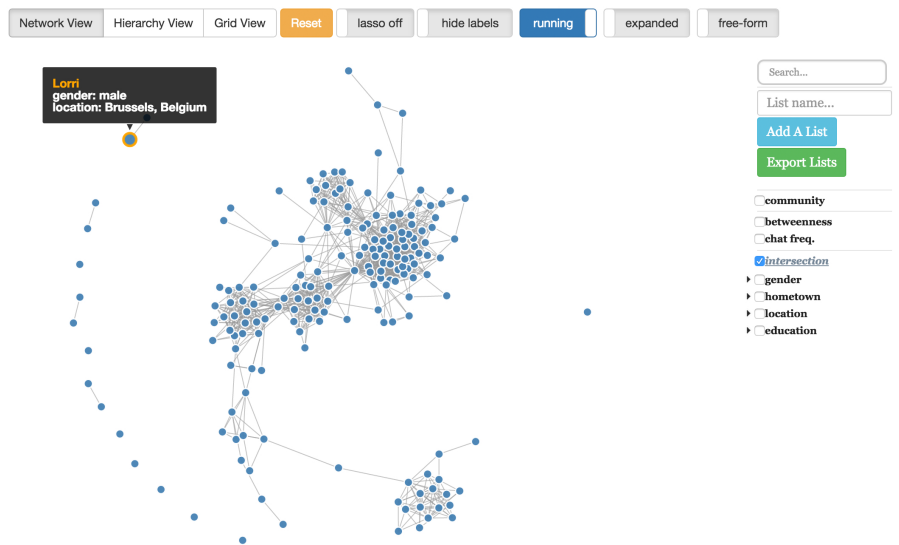 Network View Hierarchy View Grid View Reset lasso off hide labels running expanded free-form
Lorri
gender: male
location: Brussels, Belgium
Search...
List name...
Add A List
Export Lists
community
betweenness
chat freq.
intersection
gender
hometown
location
education